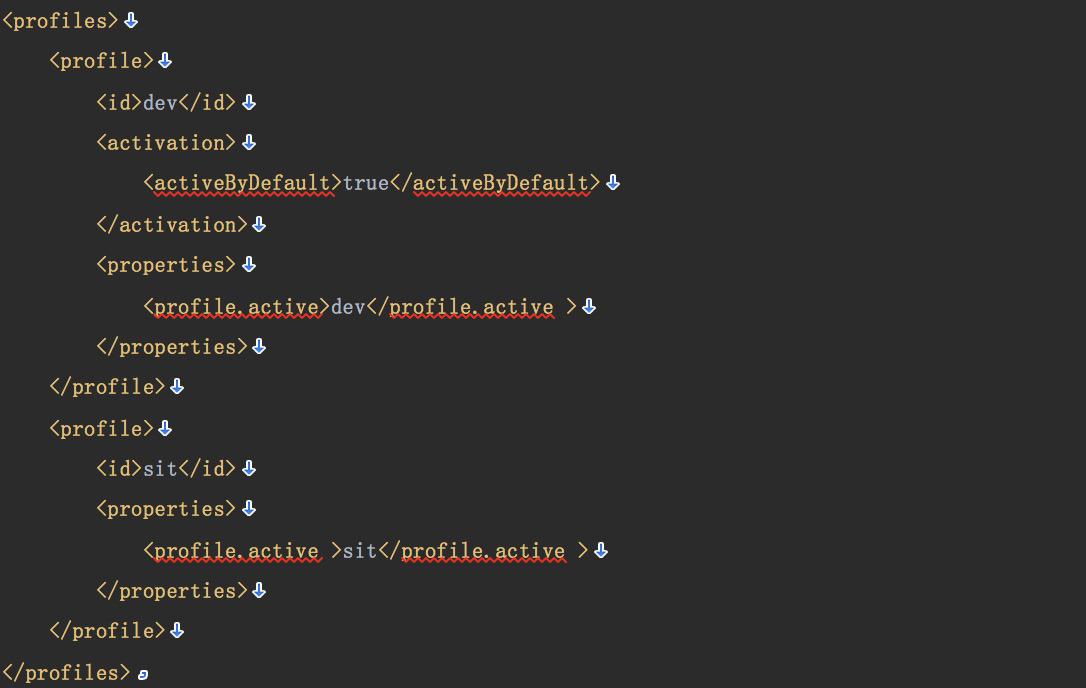 <profiles>
    <profile>
        <id>dev</id>
        <activation>
            <activeByDefault>true</activeByDefault>
        </activation>
        <properties>
            <profile.active>dev</profile.active >
        </properties>
    </profile>
    <profile>
        <id>sit</id>
        <properties>
            <profile.active >sit</profile.active >
        </properties>
    </profile>
</profiles>